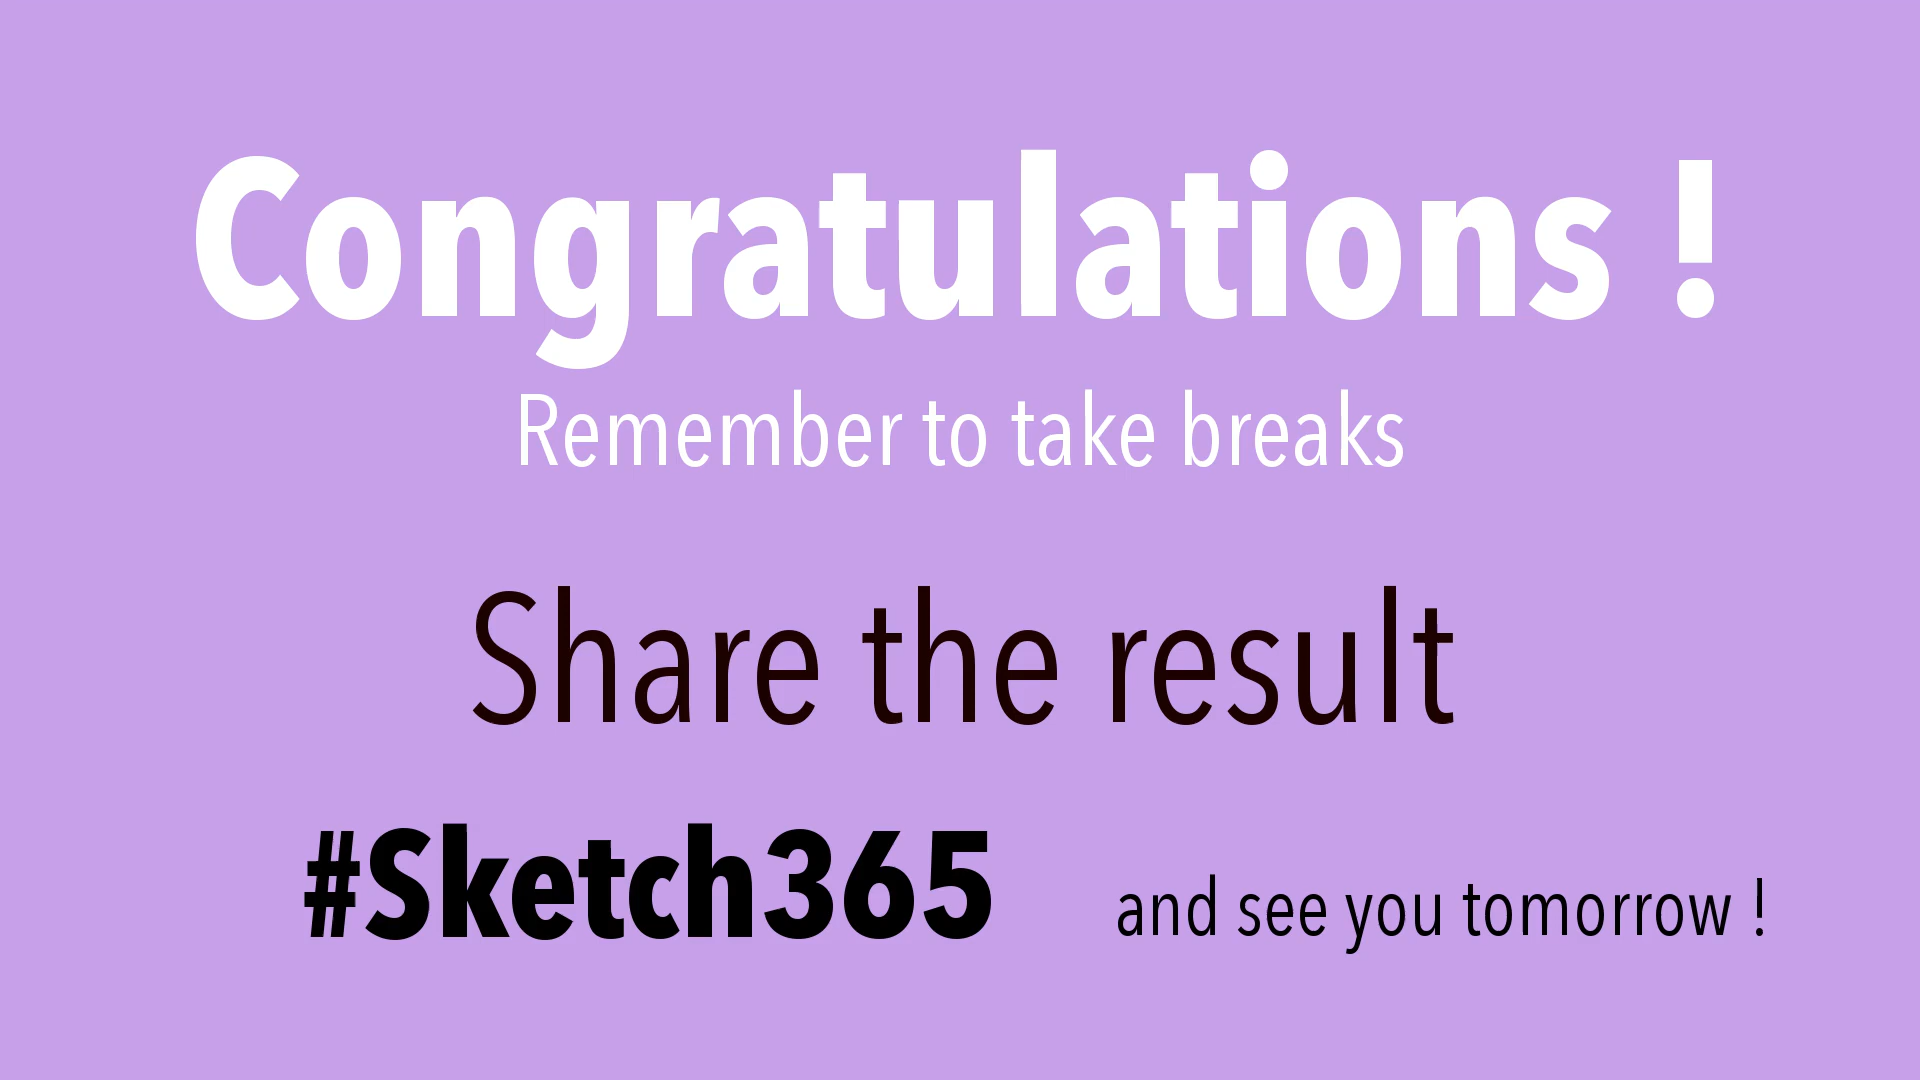 Congratulations !
Remember to take breaks
Share the result
#Sketch365 and see you tomorrow !